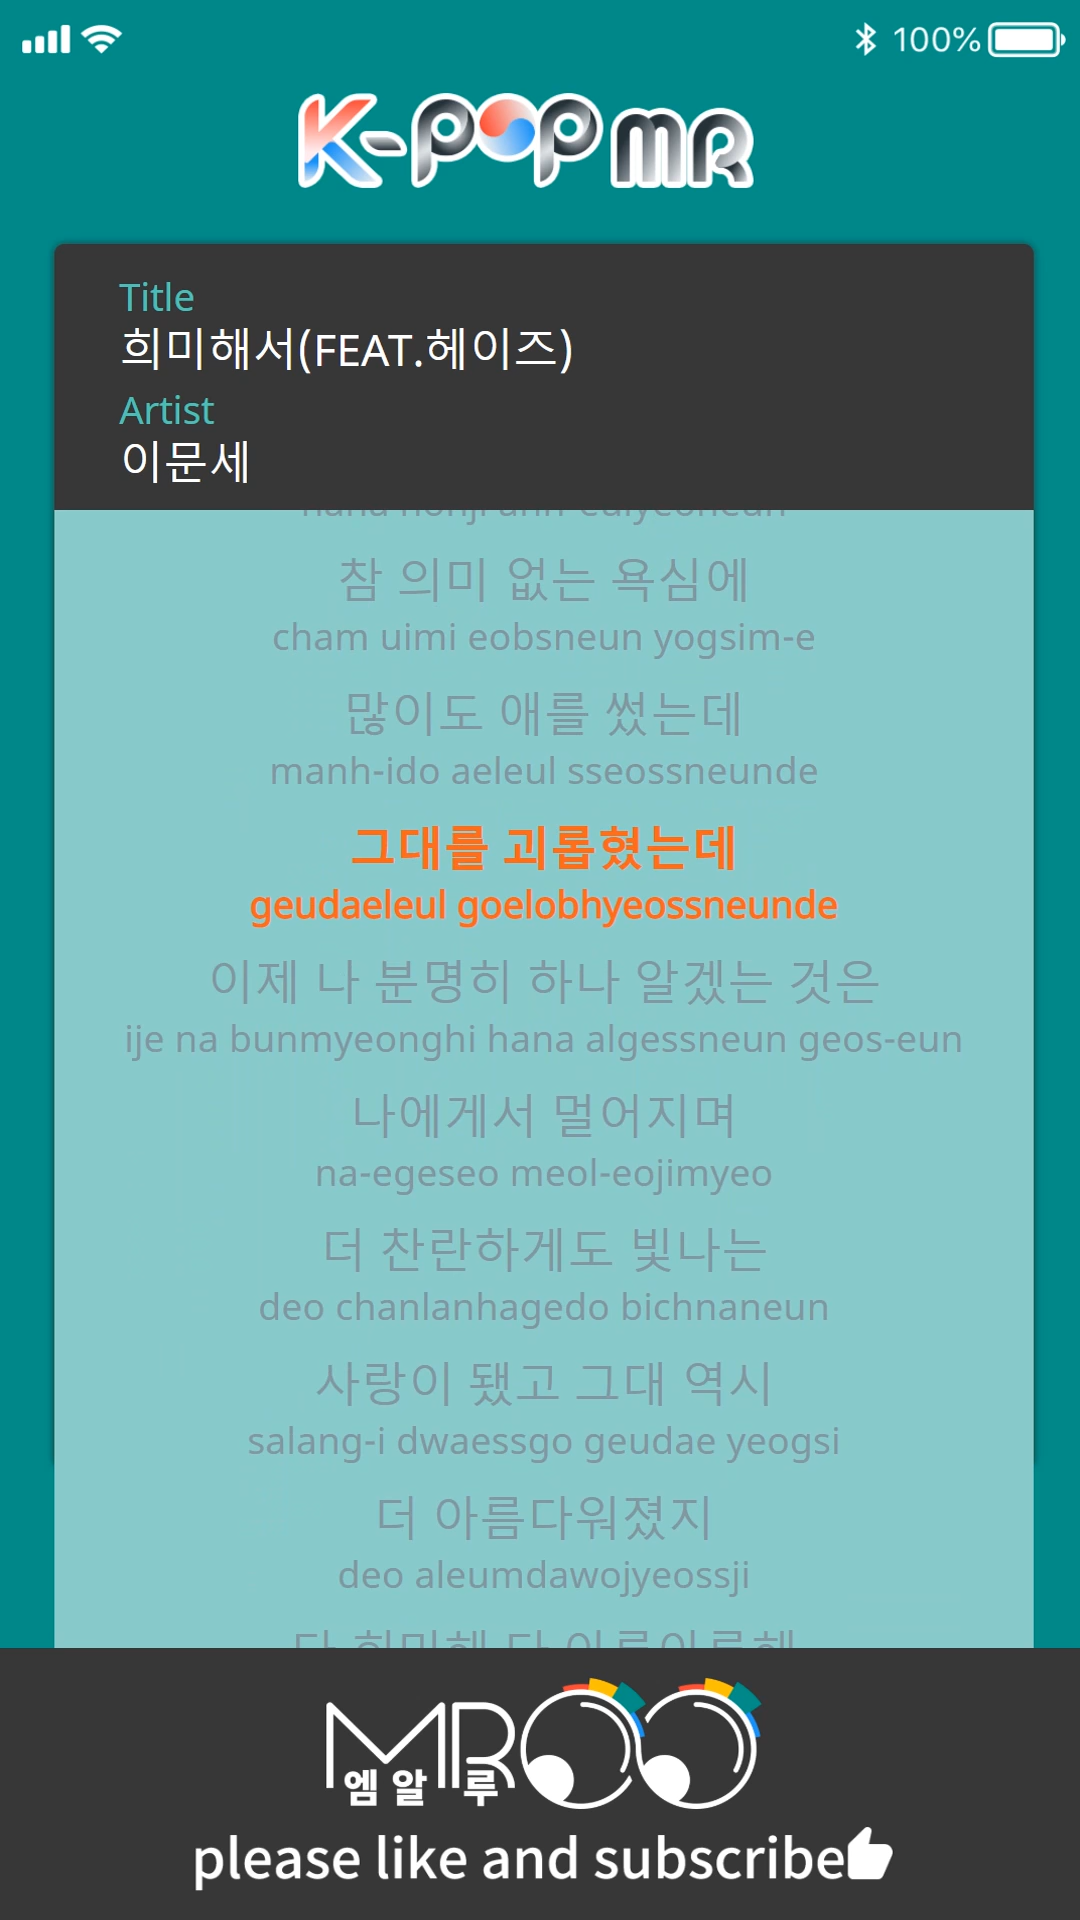 100%
K-POP MR
Title
희미해서(FEAT.헤이즈)
Artist
이문세
참 의미 없는 욕심에
cham uimi eobsneun yogsim-e
많이도 애를 썼는데
manh-ido aeleul sseossneunde
그대를 괴롭혔는데
geudaeleul goelobhyeossneunde
이제 나 분명히 하나 알겠는 것은
ije na bunmyeonghi hana algessneun geos-eun
나에게서 멀어지며
na-egeseo meol-eojimyeo
더 찬란하게도 빛나는
deo chanlanhagedo bichnaneun
사랑이 됐고 그대 역시
salang-i dwaessgo geudae yeogsi
더 아름다워졌지
deo aleumdawojyeossji
MROO
엠알루
please like and subscribe